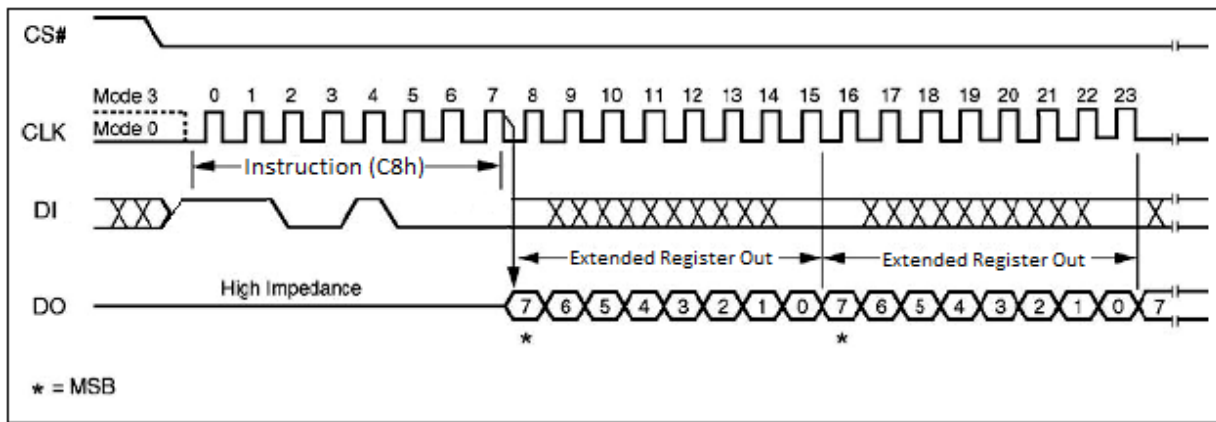 CS#
Mode 3 0 1 2 3 4 5 6 7 8 9 10 11 12 13 14 15 16 17 18 19 20 21 22 23
CLK Mode 0
Instruction (C8h)
DI
Extended Register Out Extended Register Out
High Impedance
DO 7 6 5 4 3 2 1 0 7 6 5 4 3 2 1 0 7
* *
* = MSB